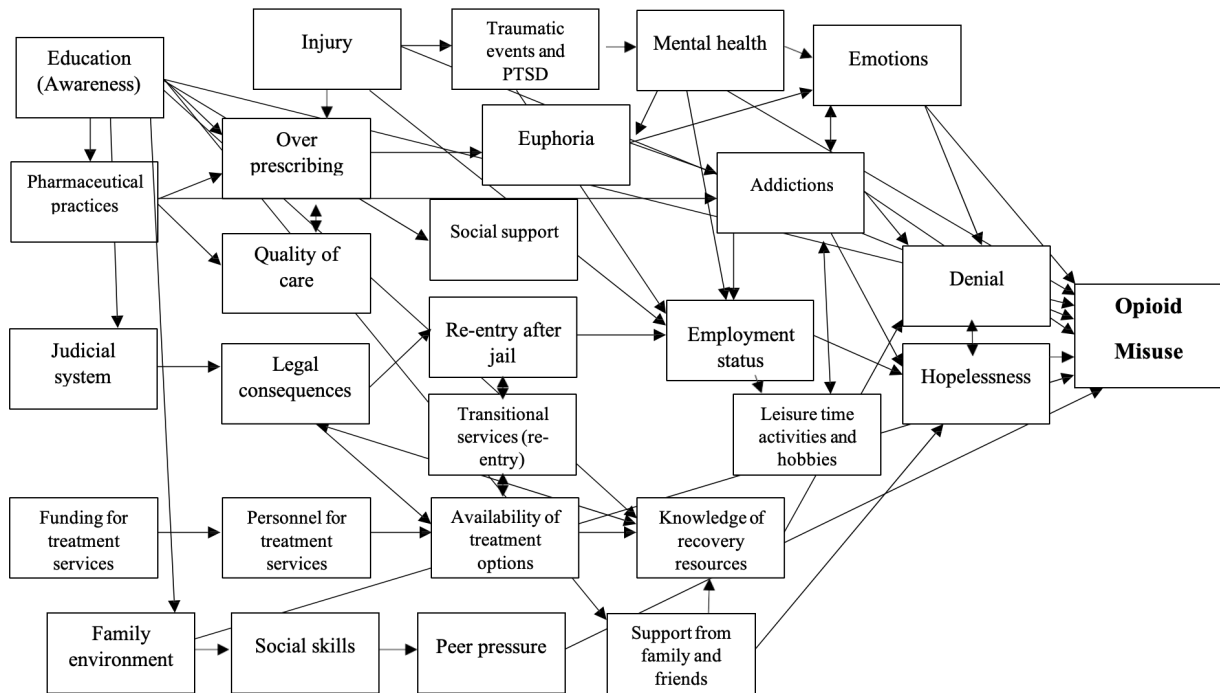 Education
(Awareness)
Injury
Traumatic
events and
PTSD
Mental health
Emotions
Pharmaceutical
practices
Over
prescribing
Euphoria
Addictions
Quality of
care
Social support
Denial
Opioid
Misuse
Judicial
system
Legal
consequences
Re-entry after
jail
Employment
status
Hopelessness
Transitional
services (re-
entry)
Leisure time
activities and
hobbies
Funding for
treatment
services
Personnel for
treatment
services
Availability of
treatment
options
Knowledge of
recovery
resources
Family
environment
Social skills
Peer pressure
Support from
family and
friends